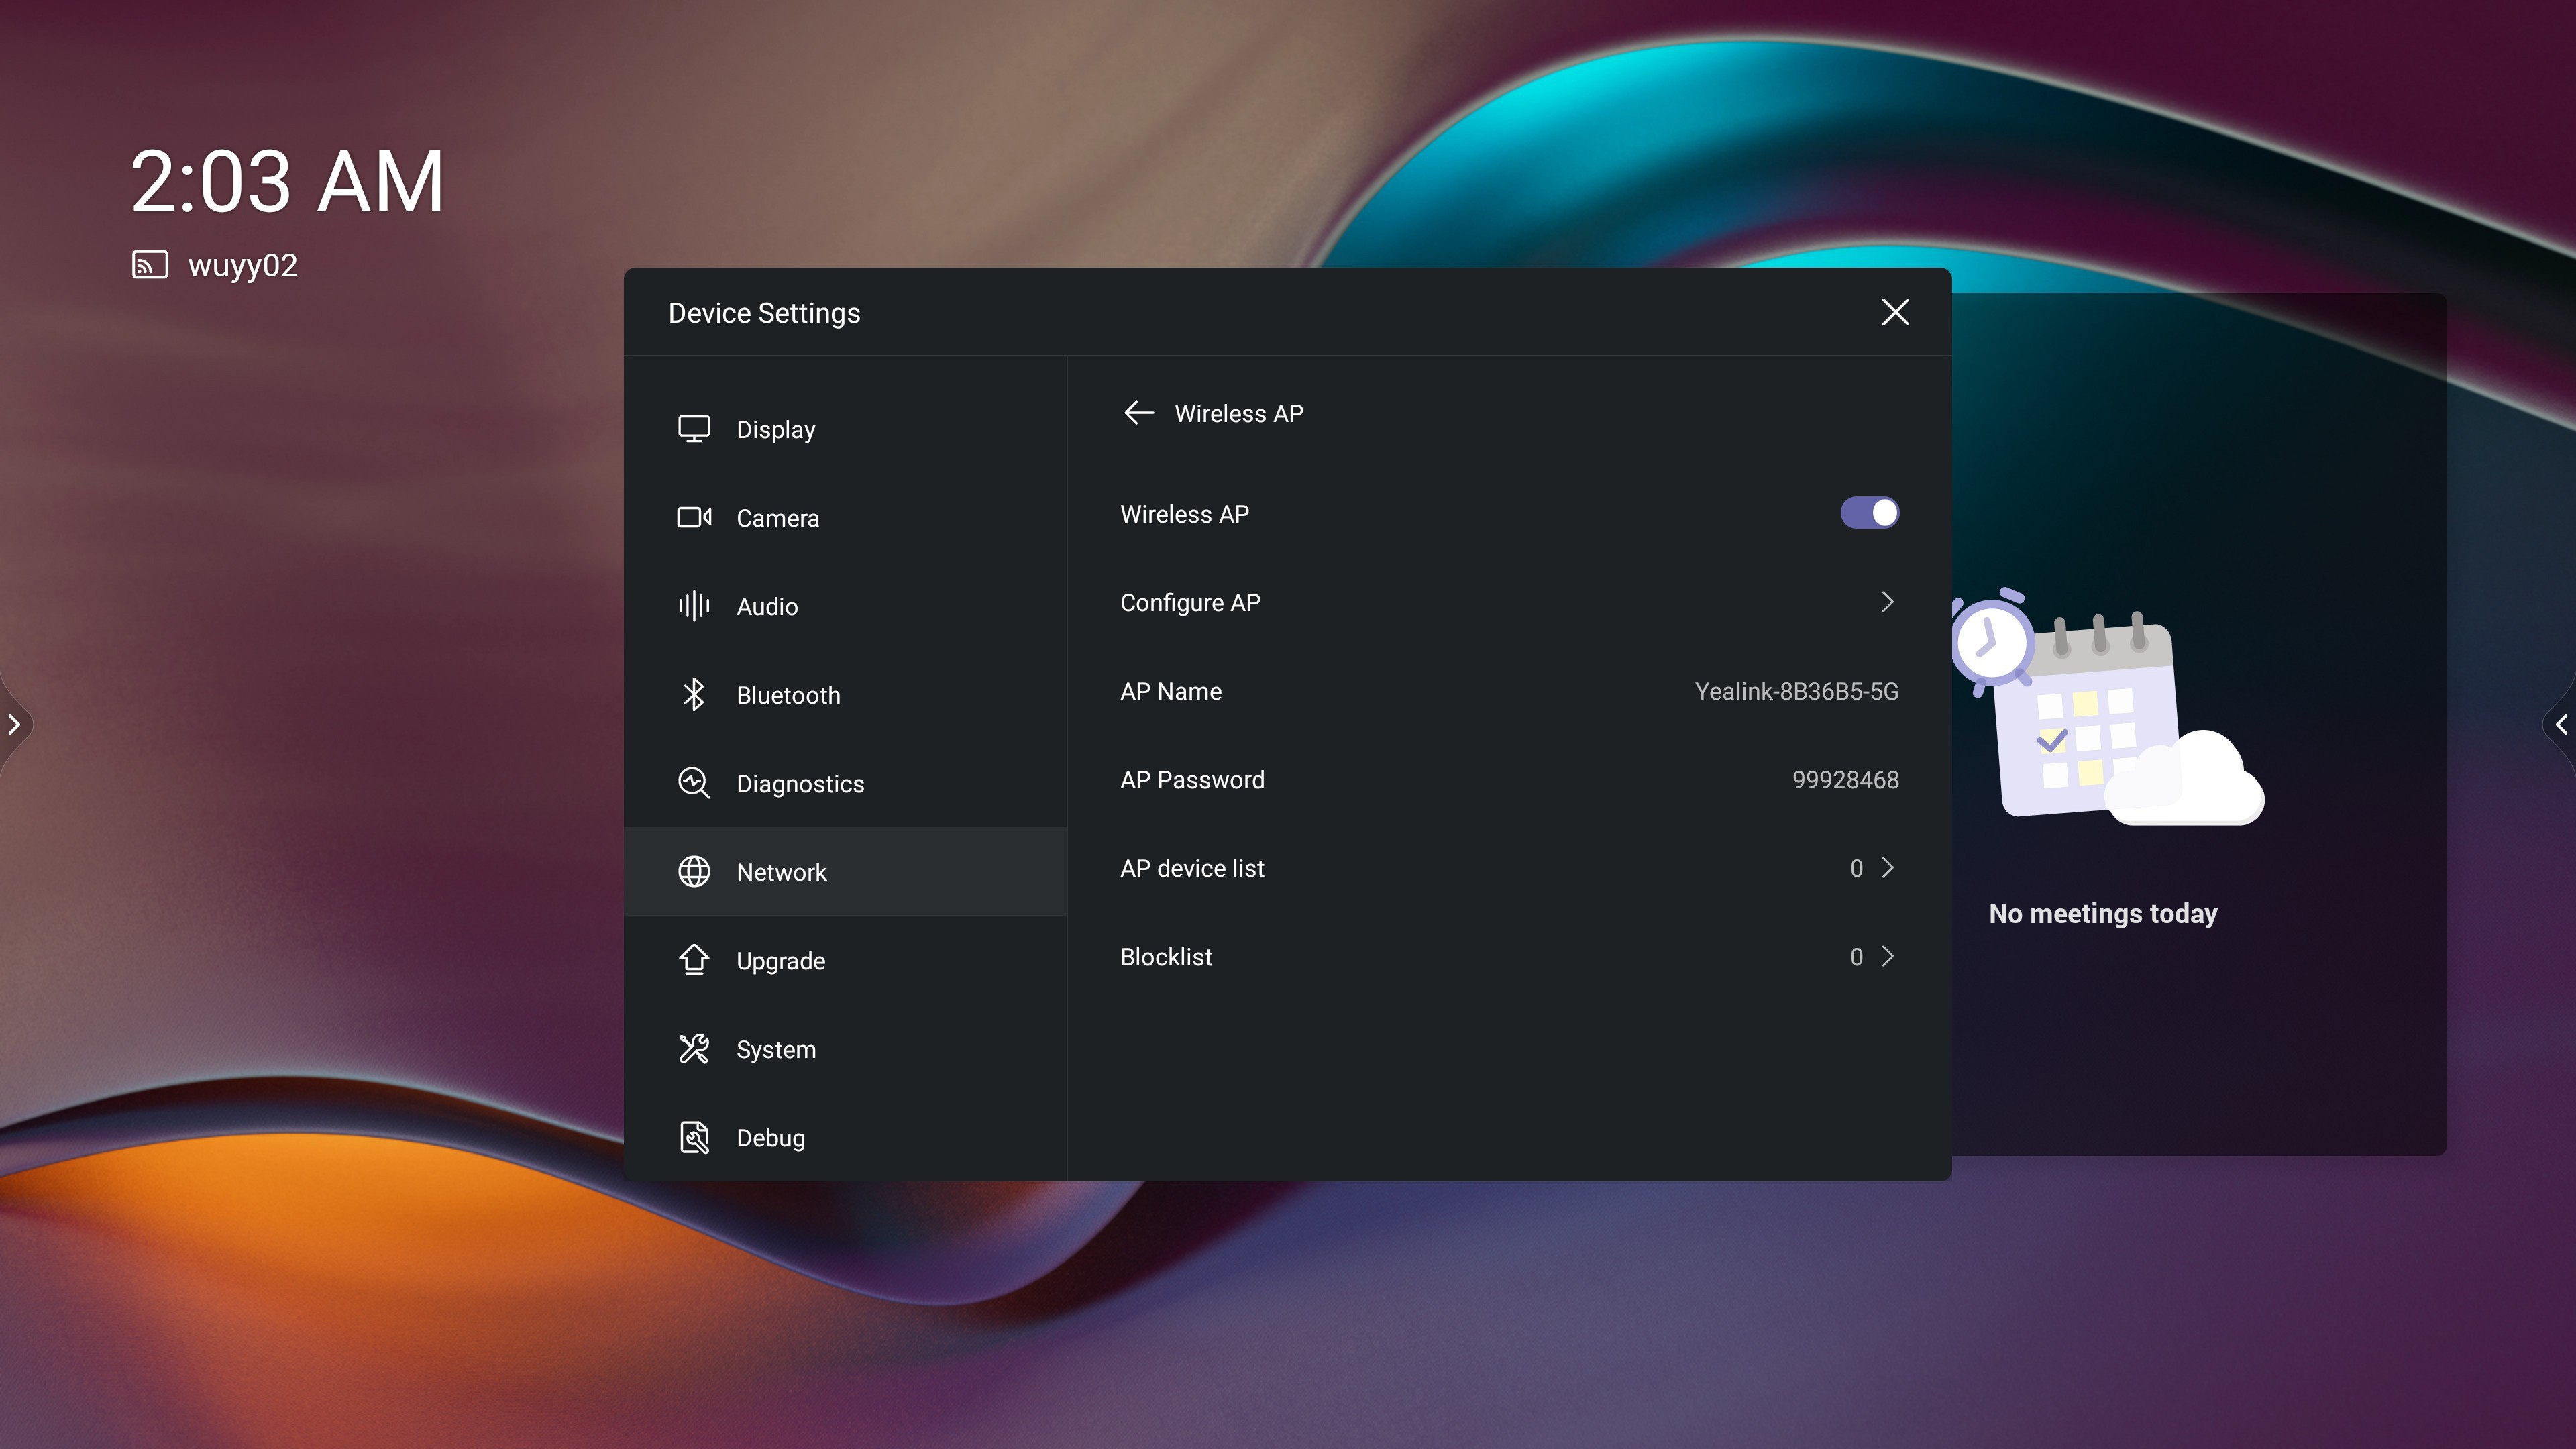 2:03 AM
wuyy02
Device Settings
Display
Camera
Audio
Bluetooth
Diagnostics
Network
Upgrade
System
Debug
Wireless AP
Wireless AP
Configure AP
AP Name Yealink-8B36B5-5G
AP Password 99928468
AP device list 0
Blocklist 0
No meetings today